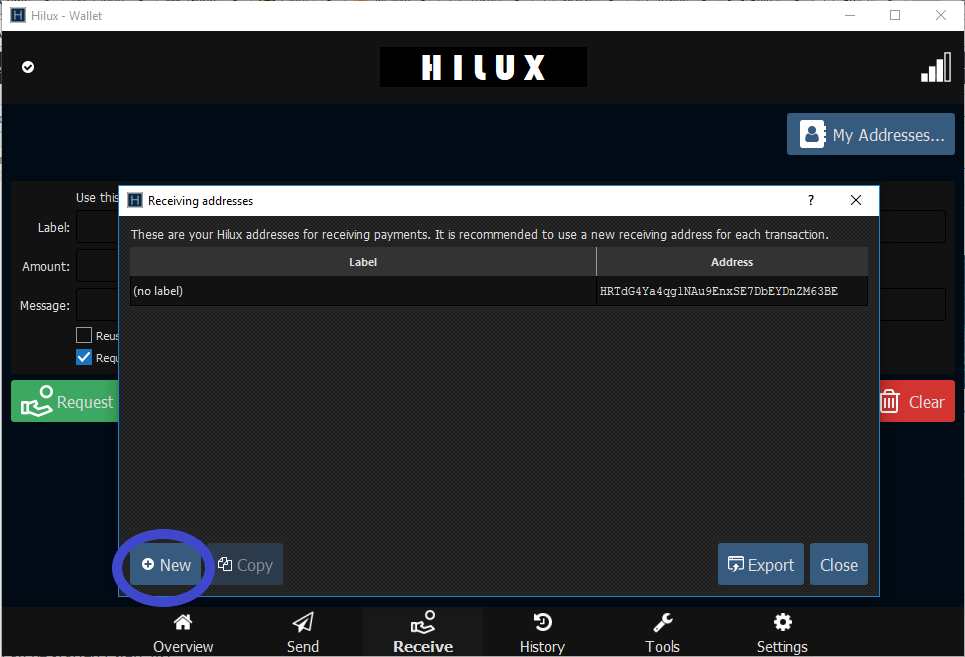 Hilux - Wallet
HILUX
My Addresses...
Use this
Label:
Amount:
Message:
Reus
Requ
Request
Clear
Receiving addresses
These are your Hilux addresses for receiving payments. It is recommended to use a new receiving address for each transaction.
Label Address
(no label) HRTdG4Ya4qglNAu9EnxSE7DbEYDnZM63BE
New Copy Export Close
Overview Send Receive History Tools Settings